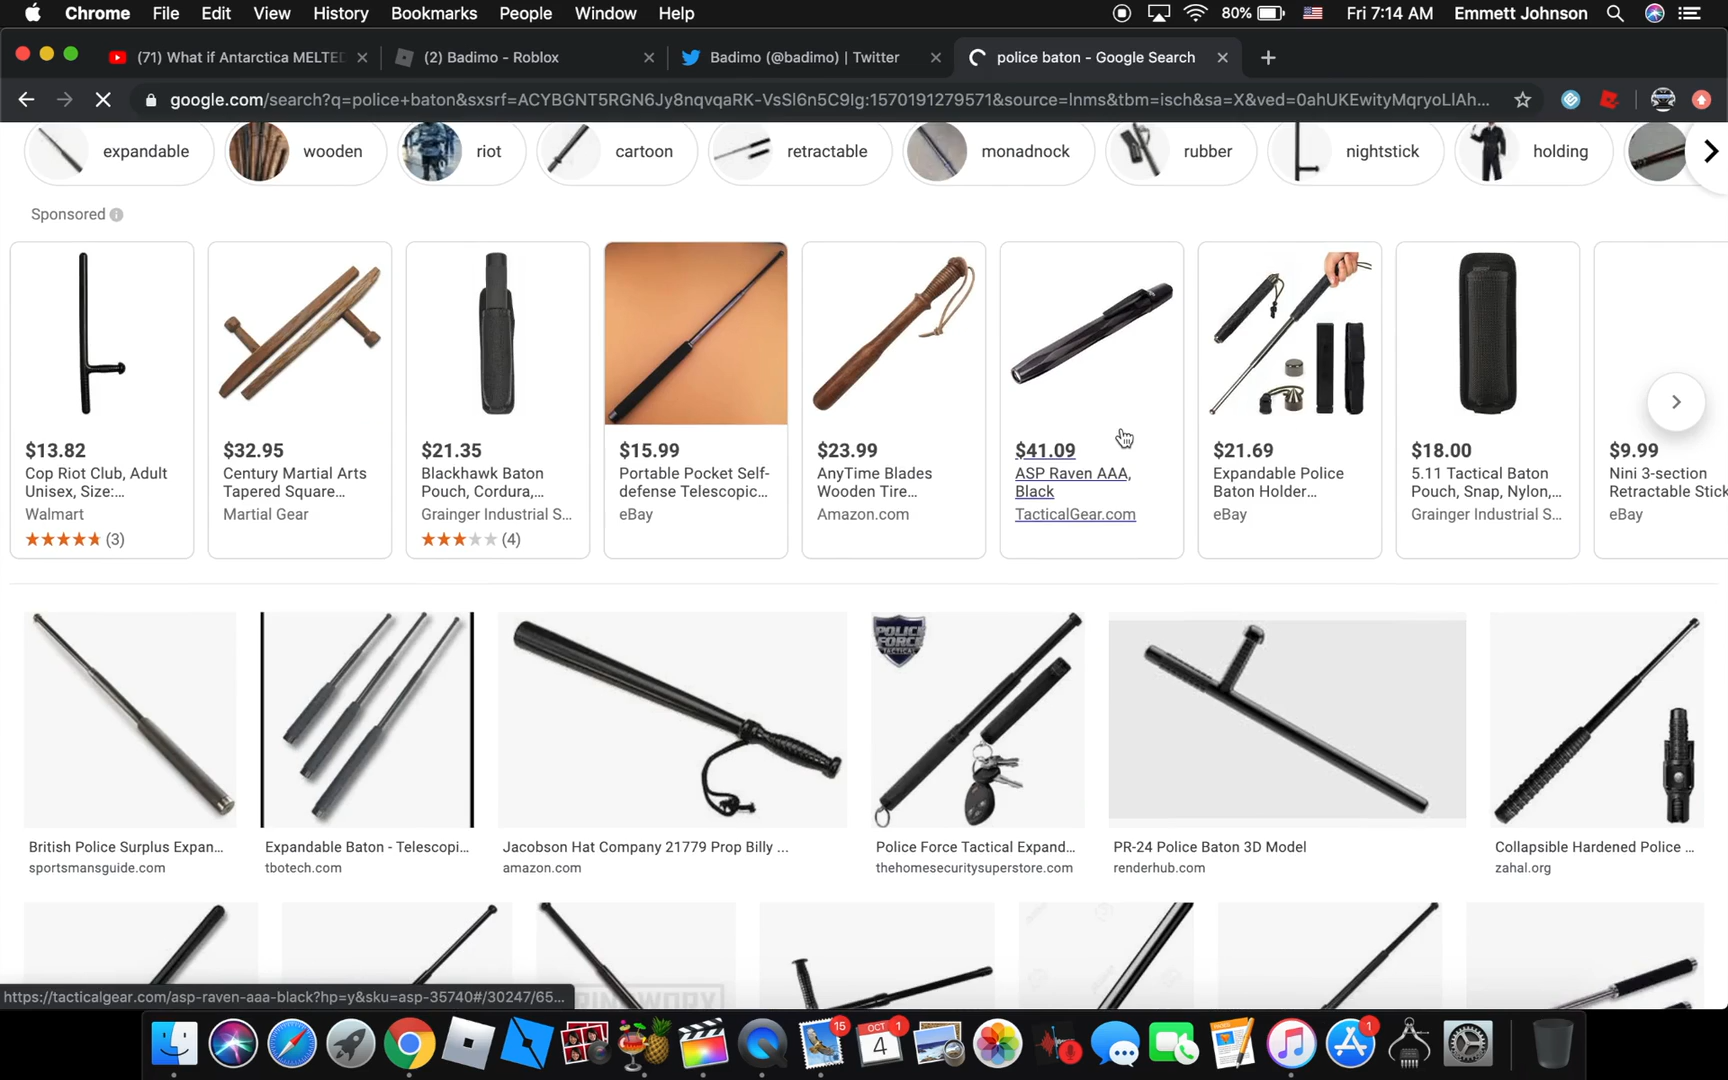 Chrome File Edit View History Bookmarks People Window Help 80% Fri 7:14 AM Emmett Johnson
(71) What if Antarctica MELTED (2) Badimo - Roblox Badimo (@badimo) | Twitter police baton - Google Search
google.com/search?q=police+baton&sxsrf=ACYBGNT5RGN6Jy8nqvqaRK-VsSl6n5C9Ig:1570191279571&source=lnms&tbm=isch&sa=X&ved=0ahUKEwityMqryoLlAh...
expandable wooden riot cartoon retractable monadnock rubber nightstick holding
Sponsored
$13.82
Cop Riot Club, Adult
Unisex, Size:...
Walmart
(3)
$32.95
Century Martial Arts
Tapered Square...
Martial Gear
$21.35
Blackhawk Baton
Pouch, Cordura,...
Grainger Industrial S...
(4)
$15.99
Portable Pocket Self-
defense Telescopic...
eBay
$23.99
AnyTime Blades
Wooden Tire...
Amazon.com
$41.09
ASP Raven AAA,
Black
TacticalGear.com
$21.69
Expandable Police
Baton Holder...
eBay
$18.00
5.11 Tactical Baton
Pouch, Snap, Nylon,...
Grainger Industrial S...
$9.99
Nini 3-section
Retractable Stick
eBay
POLICE
FORCE
TACTICAL
British Police Surplus Expan...
sportsmansguide.com
Expandable Baton - Telescopi...
tbotech.com
Jacobson Hat Company 21779 Prop Billy ...
amazon.com
Police Force Tactical Expand...
thehomesecuritysuperstore.com
PR-24 Police Baton 3D Model
renderhub.com
Collapsible Hardened Police ...
zahal.org
https://tacticalgear.com/asp-raven-aaa-black?hp=y&sku=asp-35740#/30247/65...
15
OCT
4
1
1